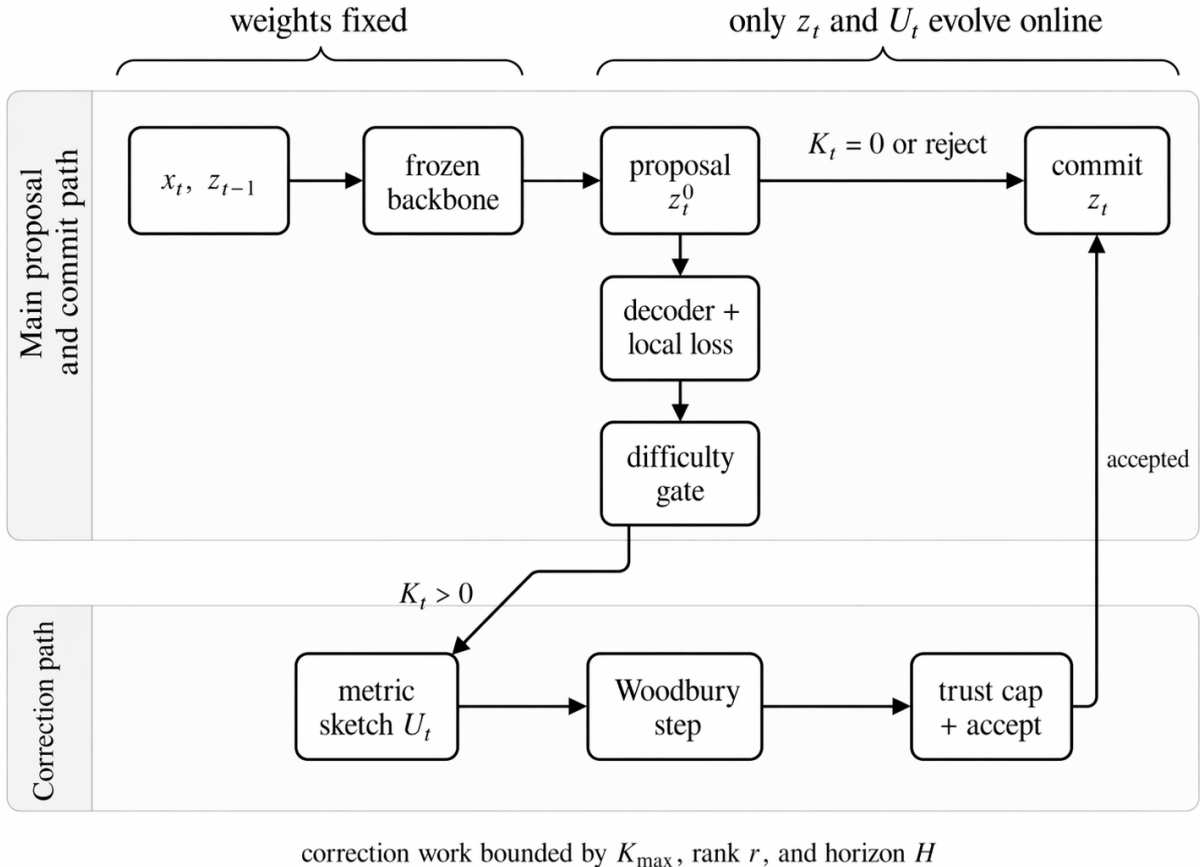 weights fixed
only z_t and U_t evolve online
Main proposal
and commit path
x_t, z_{t−1}
frozen
backbone
proposal
z_t^0
K_t = 0 or reject
commit
z_t
decoder +
local loss
difficulty
gate
accepted
K_t > 0
Correction path
metric
sketch U_t
Woodbury
step
trust cap
+ accept
correction work bounded by K_max, rank r, and horizon H